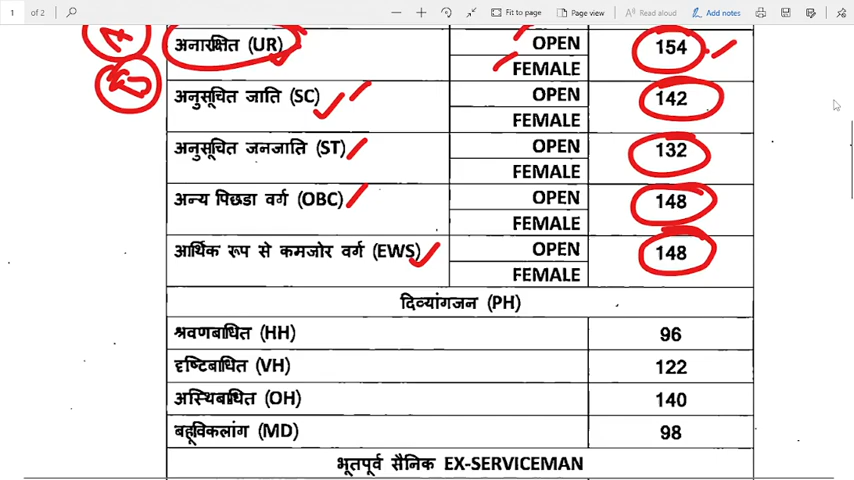 1 of 2 Fit to page Page view Read aloud Add notes
अनारक्षित (UR) OPEN 154
FEMALE
अनुसूचित जाति (SC) OPEN 142
FEMALE
अनुसूचित जनजाति (ST) OPEN 132
FEMALE
अन्य पिछडा वर्ग (OBC) OPEN 148
FEMALE
आर्थिक रूप से कमजोर वर्ग (EWS) OPEN 148
FEMALE
दिव्यांगजन (PH)
श्रवणबाधित (HH) 96
दृष्टिबाधित (VH) 122
अस्थिबाधित (OH) 140
बहूविकलांग (MD) 98
भूतपूर्व सैनिक EX-SERVICEMAN